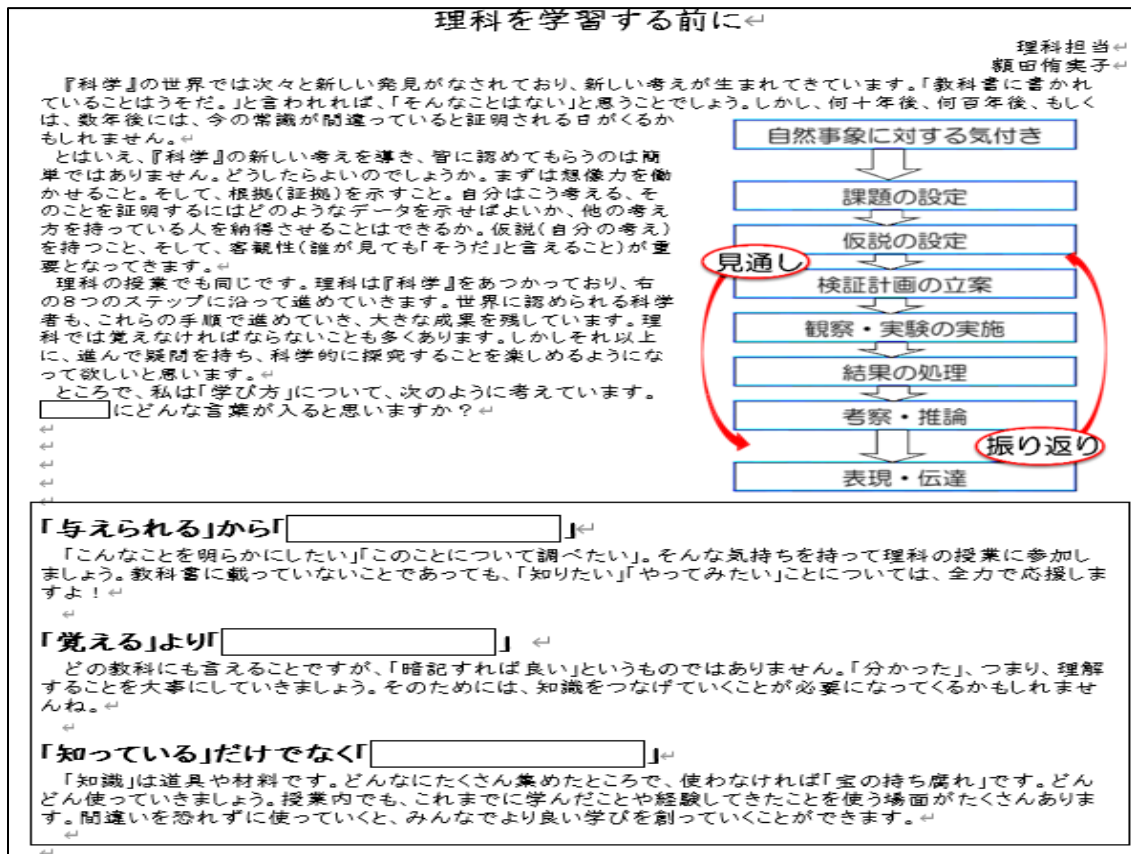 理科を学習する前に
理科担当
額田侑実子
『科学』の世界では次々と新しい発見がなされており、新しい考えが生まれてきています。「教科書に書かれ
ていることはうそだ。」と言われれば、「そんなことはない」と思うことでしょう。しかし、何十年後、何百年後、もしく
は、数年後には、今の常識が間違っていると証明される日がくるか
もしれません。
とはいえ、『科学』の新しい考えを導き、皆に認めてもらうのは簡
単ではありません。どうしたらよいのでしょうか。まずは想像力を働
かせること。そして、根拠(証拠)を示すこと。自分はこう考える、そ
のことを証明するにはどのようなデータを示せばよいか、他の考え
方を持っている人を納得させることはできるか。仮説(自分の考え)
を持つこと、そして、客観性(誰が見ても「そうだ」と言えること)が重
要となってきます。
理科の授業でも同じです。理科は『科学』をあつかっており、右
の8つのステップに沿って進めていきます。世界に認められる科学
者も、これらの手順で進めていき、大きな成果を残しています。理
科では覚えなければならないことも多くあります。しかしそれ以上
に、進んで疑問を持ち、科学的に探究することを楽しめるようにな
って欲しいと思います。
ところで、私は「学び方」について、次のように考えています。
にどんな言葉が入ると思いますか？
自然事象に対する気付き
課題の設定
仮説の設定
見通し
検証計画の立案
観察・実験の実施
結果の処理
考察・推論
振り返り
表現・伝達
「与えられる」から「 」
「こんなことを明らかにしたい」「このことについて調べたい」。そんな気持ちを持って理科の授業に参加し
ましょう。教科書に載っていないことであっても、「知りたい」「やってみたい」ことについては、全力で応援しま
すよ！
「覚える」より「 」
どの教科にも言えることですが、「暗記すれば良い」というものではありません。「分かった」、つまり、理解
することを大事にしていきましょう。そのためには、知識をつなげていくことが必要になってくるかもしれませ
んね。
「知っている」だけでなく「 」
「知識」は道具や材料です。どんなにたくさん集めたところで、使わなければ「宝の持ち腐れ」です。どん
どん使っていきましょう。授業内でも、これまでに学んだことや経験してきたことを使う場面がたくさんありま
す。間違いを恐れずに使っていくと、みんなでより良い学びを創っていくことができます。